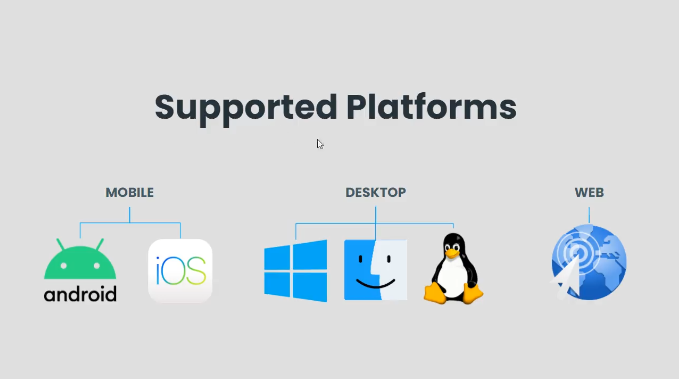 Supported Platforms
MOBILE
DESKTOP
WEB
android
iOS